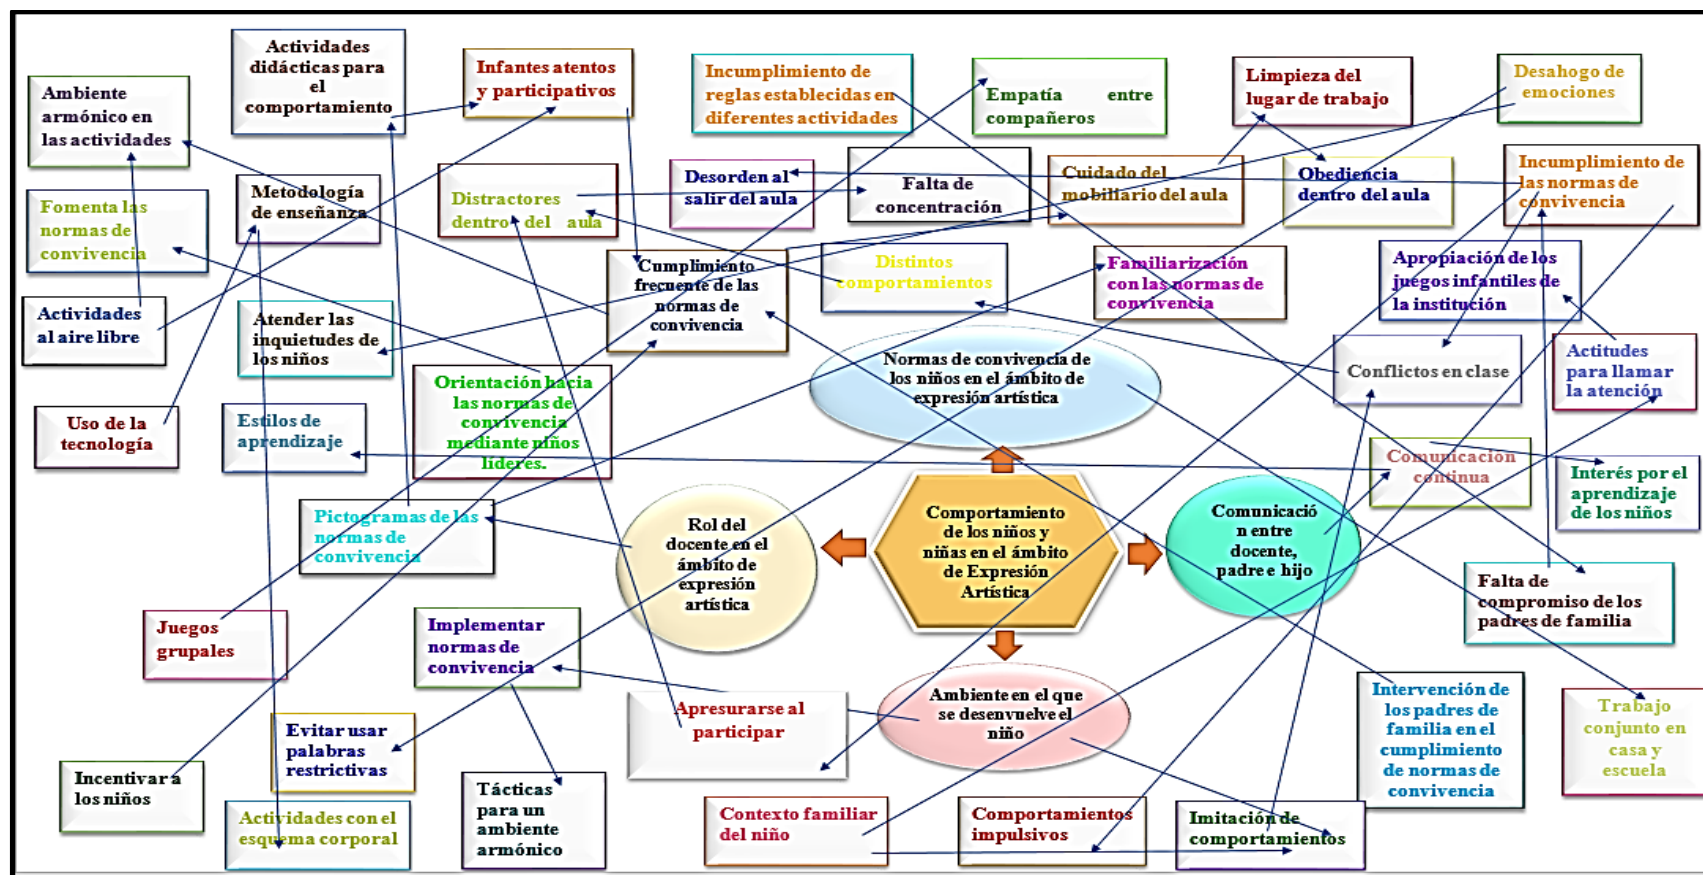 Actividades
didácticas para
el
comportamiento
Infantes atentos
y participativos
Incumplimiento de
reglas establecidas en
diferentes actividades
Empatía entre
compañeros
Limpieza del
lugar de trabajo
Desahogo de
emociones
Ambiente
armónico en
las actividades
Metodología
de enseñanza
Distractores
dentro del aula
Desorden al
salir del aula
Falta de
concentración
Cuidado del
mobiliario del aula
Obediencia
dentro del aula
Incumplimiento de
las normas de
convivencia
Fomenta las
normas de
convivencia
Cumplimiento
frecuente de las
normas de
convivencia
Distintos
comportamientos
Familiarización
con las normas de
convivencia
Apropiación de los
juegos infantiles de
la institución
Actividades
al aire libre
Atender las
inquietudes de
los niños
Normas de convivencia de
los niños en el ámbito de
expresión artística
Conflictos en clase
Actitudes
para llamar
la atención
Uso de la
tecnología
Estilos de
aprendizaje
Orientación hacia
las normas de
convivencia
mediante niños
líderes.
Comunicación
continua
Interés por el
aprendizaje
de los niños
Pictogramas de las
normas de
convivencia
Rol del
docente en el
ámbito de
expresión
artística
Comportamiento
de los niños y
niñas en el ámbito
de Expresión
Artística
Comunicació
n entre
docente,
padre e hijo
Falta de
compromiso de los
padres de familia
Juegos
grupales
Implementar
normas de
convivencia
Apresurarse al
participar
Ambiente en el que
se desenvuelve el
niño
Intervención de
los padres de
familia en el
cumplimiento
de normas de
convivencia
Trabajo
conjunto en
casa y
escuela
Evitar usar
palabras
restrictivas
Incentivar a
los niños
Tácticas
para un
ambiente
armónico
Actividades con el
esquema corporal
Contexto familiar
del niño
Comportamientos
impulsivos
Imitación de
comportamientos